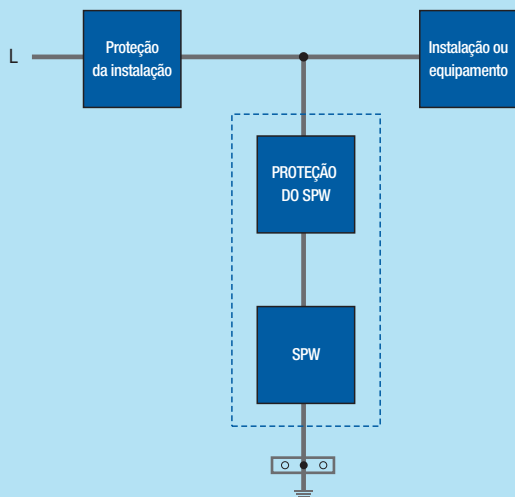 L
Proteção
da instalação
Instalação ou
equipamento
PROTEÇÃO
DO SPW
SPW